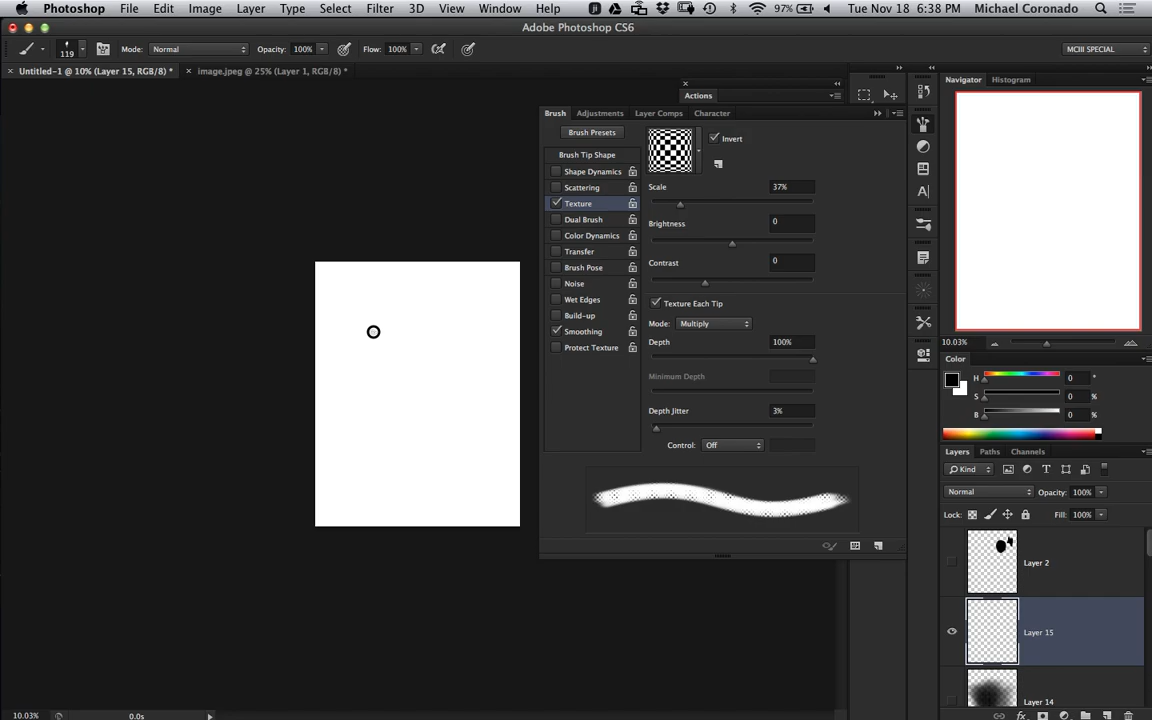 Photoshop File Edit Image Layer Type Select Filter 3D View Window Help 97% Tue Nov 18 6:38 PM Michael Coronado
Adobe Photoshop CS6
119 Mode: Normal Opacity: 100% Flow: 100% MCIII SPECIAL
Untitled-1 @ 10% (Layer 15, RGB/8) * image.jpeg @ 25% (Layer 1, RGB/8) *
Actions
Brush Adjustments Layer Comps Character
Brush Presets
Brush Tip Shape
Shape Dynamics
Scattering
Texture
Dual Brush
Color Dynamics
Transfer
Brush Pose
Noise
Wet Edges
Build-up
Smoothing
Protect Texture
Invert
Scale 37%
Brightness 0
Contrast 0
Texture Each Tip
Mode: Multiply
Depth 100%
Minimum Depth
Depth Jitter 3%
Control: Off
Navigator Histogram
10.03%
Color
H 0 °
S 0 %
B 0 %
Layers Paths Channels
Kind
Normal Opacity: 100%
Lock: Fill: 100%
Layer 2
Layer 15
Layer 14
10.03% 0.0s